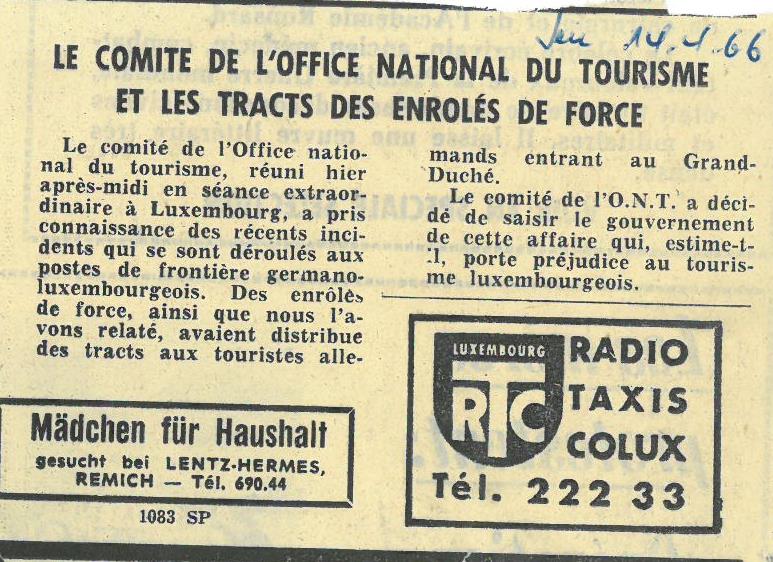 Jeu 14.4.66
LE COMITE DE L'OFFICE NATIONAL DU TOURISME
ET LES TRACTS DES ENROLÉS DE FORCE
Le comité de l'Office natio-
nal du tourisme, réuni hier
après-midi en séance extraor-
dinaire à Luxembourg, a pris
connaissance des récents inci-
dents qui se sont déroulés aux
postes de frontière germano-
luxembourgeois. Des enrôlés
de force, ainsi que nous l'a-
vons relaté, avaient distribue
des tracts aux touristes alle-
mands entrant au Grand-
Duché.
Le comité de l'O.N.T. a déci-
dé de saisir le gouvernement
de cette affaire qui, estime-t-
il, porte préjudice au touris-
me luxembourgeois.
Mädchen für Haushalt
gesucht bei LENTZ-HERMES,
REMICH — Tél. 690.44
1083 SP
LUXEMBOURG
RTC
RADIO
TAXIS
COLUX
Tél. 222 33